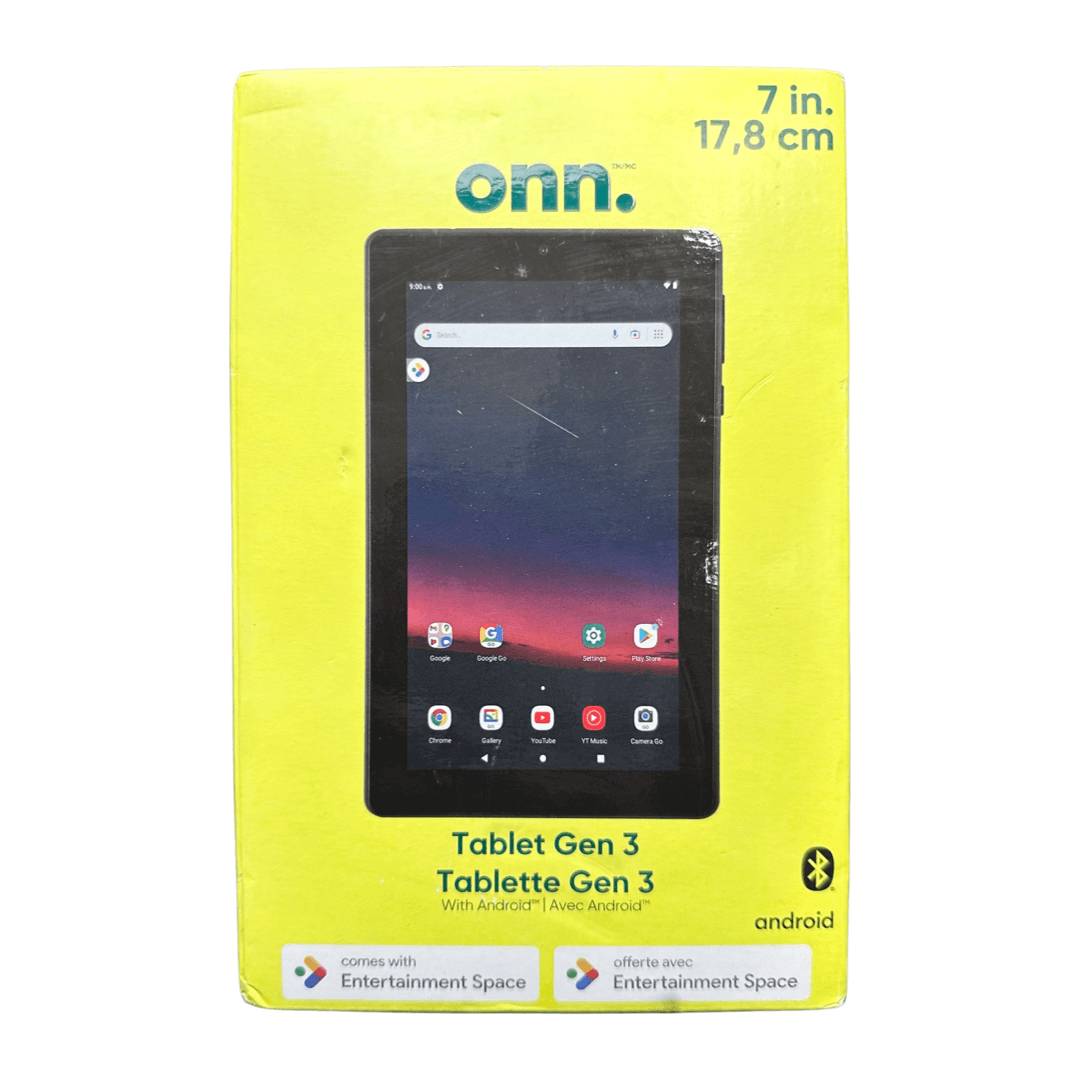 7 in.
17,8 cm
onn.™/MC
9:00 a.m.
Search...
Google
Google Go
Settings
Play Store
Chrome
Gallery
YouTube
YT Music
Camera Go
Tablet Gen 3
Tablette Gen 3
With Android™ | Avec Android™
android
comes with
Entertainment Space
offerte avec
Entertainment Space